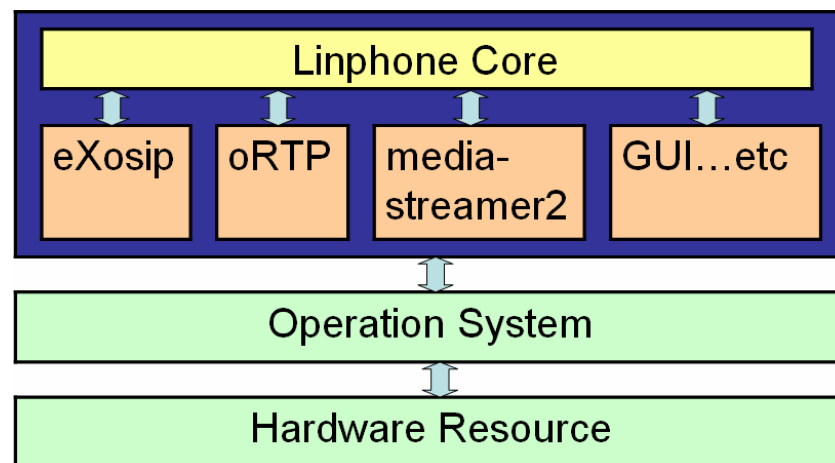 Linphone Core
eXosip
oRTP
media-
streamer2
GUI...etc
Operation System
Hardware Resource